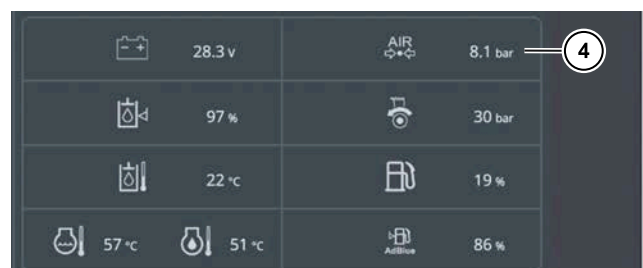 28.3 v AIR 8.1 bar 4
97 % 30 bar
22 °C 19 %
57 °C 51 °C AdBlue 86 %